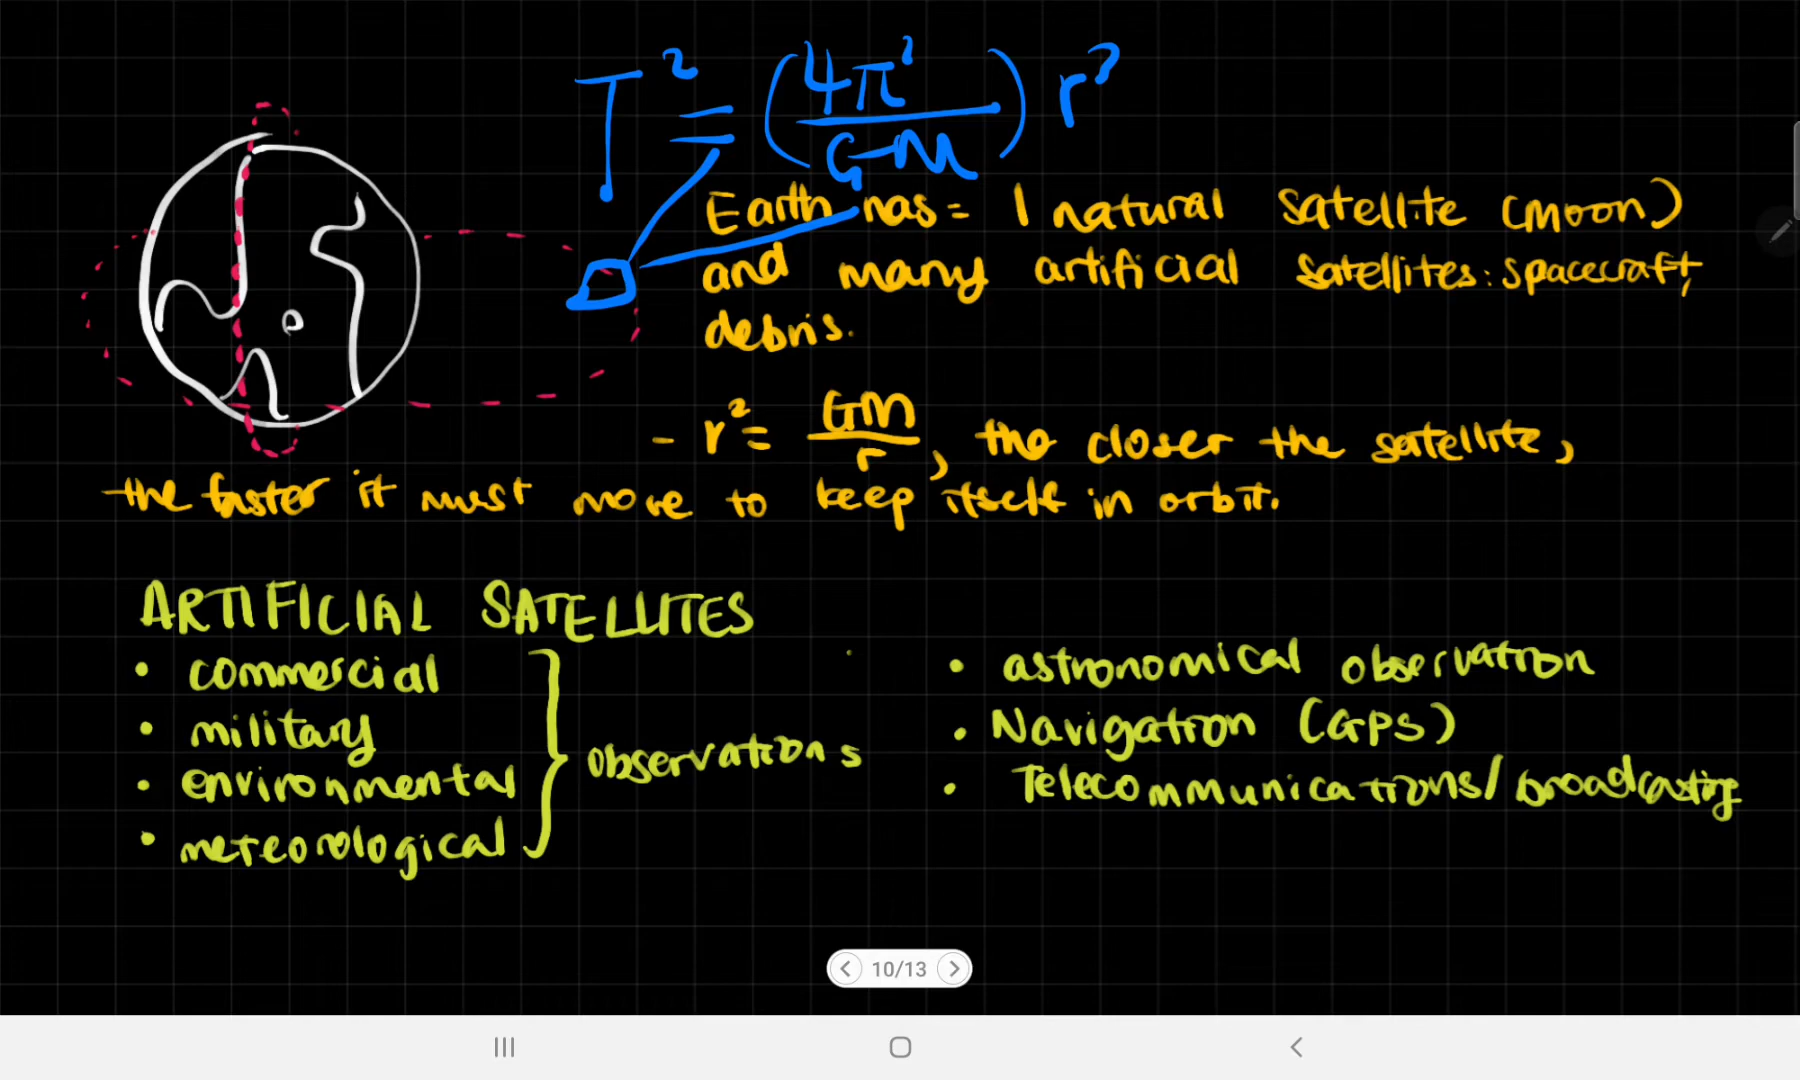 T² = (4π²/GM) r³
Earth has = 1 natural satellite (Moon)
and many artificial satellites: spacecraft,
debris.
- r² = GM/r, the closer the satellite,
the faster it must move to keep itself in orbit.
ARTIFICIAL SATELLITES
• commercial
• military
• environmental
• meteorological
observations
• astronomical observation
• Navigation (GPS)
• Telecommunications/broadcasting
10/13